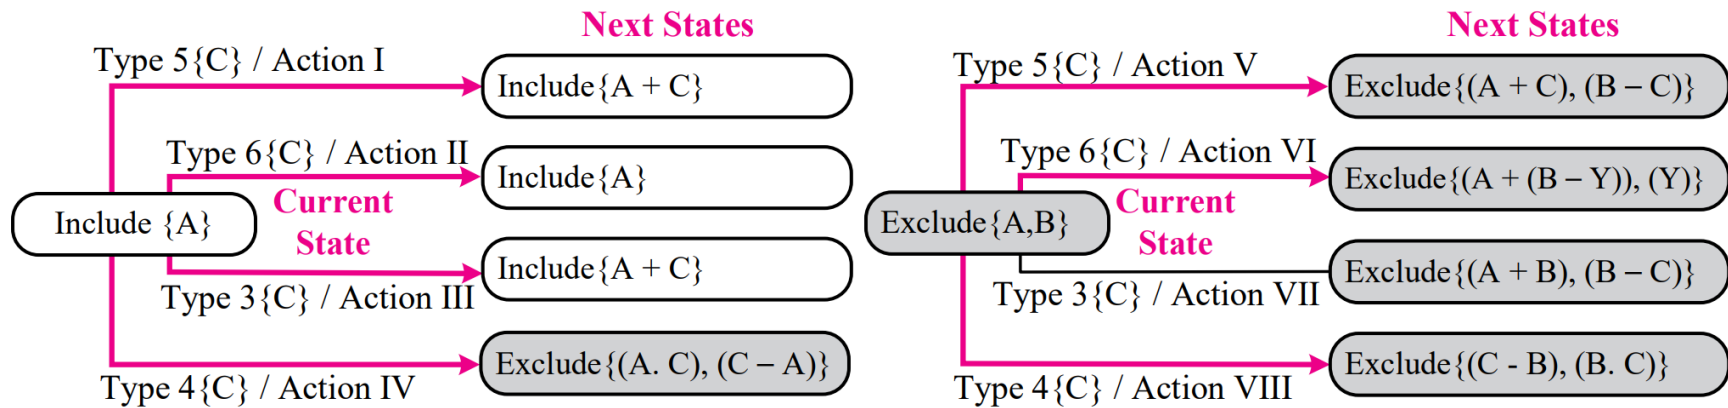 Next States
Type 5{C} / Action I
Include{A + C}
Type 6{C} / Action II
Include{A}
Include {A}
Current
State
Include{A + C}
Type 3{C} / Action III
Exclude{(A. C), (C – A)}
Type 4{C} / Action IV
Next States
Type 5{C} / Action V
Exclude{(A + C), (B – C)}
Type 6{C} / Action VI
Exclude{(A + (B – Y)), (Y)}
Exclude{A,B}
Current
State
Exclude{(A + B), (B – C)}
Type 3{C} / Action VII
Exclude{(C - B), (B. C)}
Type 4{C} / Action VIII